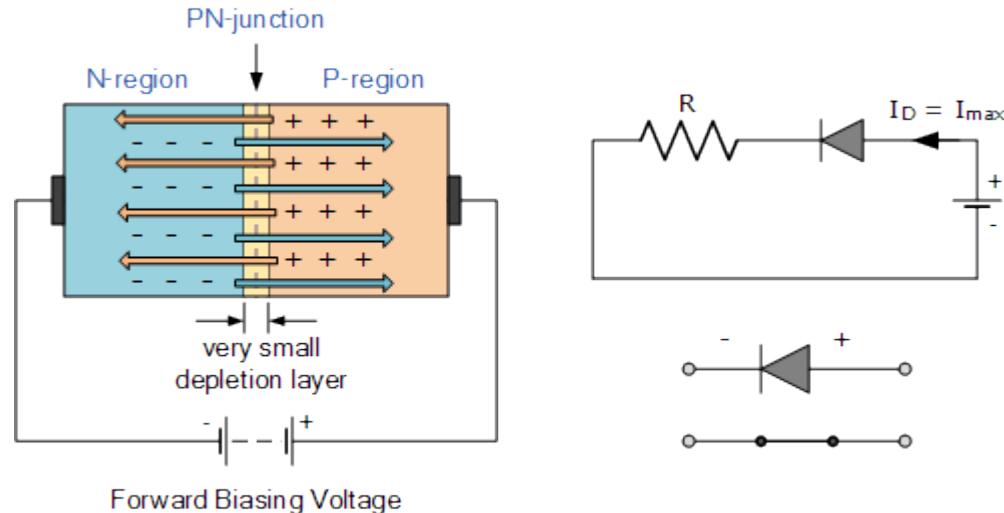 PN-junction
N-region
P-region
+ + +
- - -
+ + +
- - -
+ + +
- - -
+ + +
- - -
very small
depletion layer
- +
Forward Biasing Voltage
R
I_D = I_max
+
-
- +